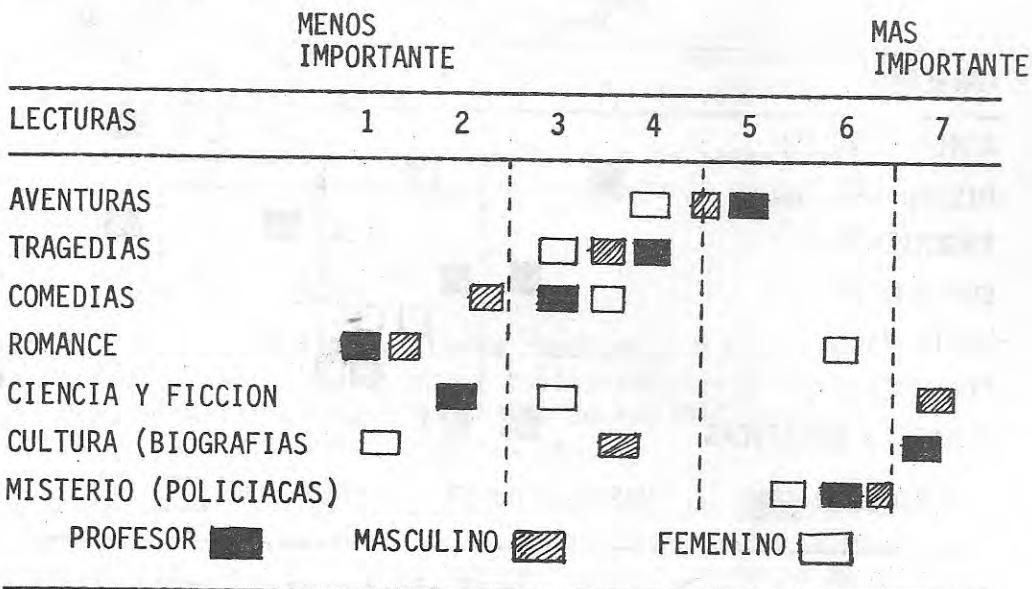 MENOS IMPORTANTE
MAS IMPORTANTE
LECTURAS 1 2 3 4 5 6 7
AVENTURAS
TRAGEDIAS
COMEDIAS
ROMANCE
CIENCIA Y FICCION
CULTURA (BIOGRAFIAS
MISTERIO (POLICIACAS)
PROFESOR MASCULINO FEMENINO